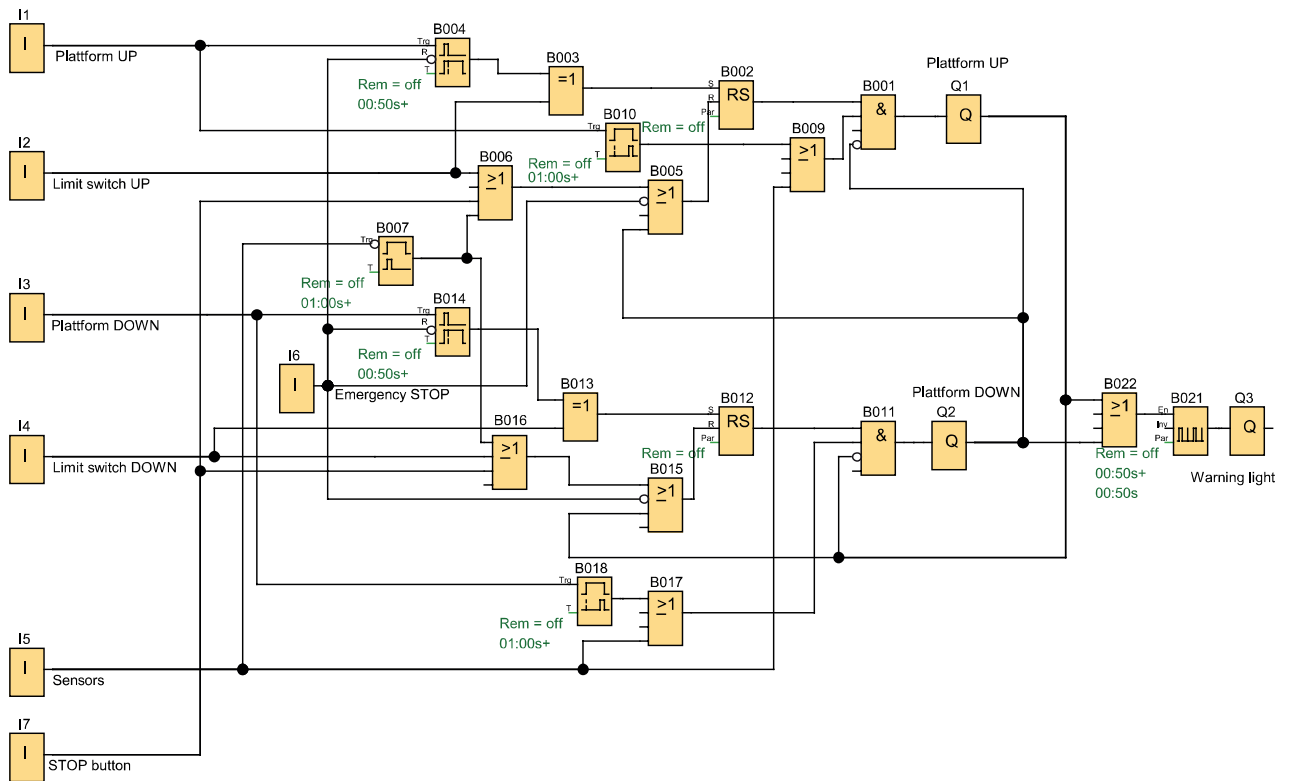 I1
I
Plattform UP
B004
Trg
R
T
Rem = off
00:50s+
B003
=1
B002
S
R
Par
RS
Rem = off
Plattform UP
B001
&
Q1
Q
I2
I
Limit switch UP
B006
≥1
B010
Trg
T
Rem = off
01:00s+
B005
≥1
B009
≥1
B007
Trg
T
Rem = off
01:00s+
I3
I
Plattform DOWN
B014
Trg
R
T
Rem = off
00:50s+
I6
I
Emergency STOP
B013
=1
B012
S
R
Par
RS
Rem = off
Plattform DOWN
B011
&
Q2
Q
B022
≥1
B021
En
Inv
Par
Rem = off
00:50s+
00:50s
Q3
Q
Warning light
I4
I
Limit switch DOWN
B016
≥1
B015
≥1
B018
Trg
T
Rem = off
01:00s+
B017
≥1
I5
I
Sensors
I7
I
STOP button